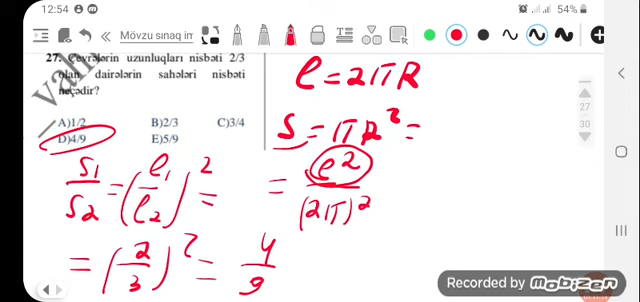 12:54
54%
Mövzu sınaq im
27. Çevrələrin uzunluqları nisbəti 2/3
olan dairələrin sahələri nisbəti
neçədir?
A)1/2 B)2/3 C)3/4
D)4/9 E)5/9
ℓ = 2πR
S = πR² =
= ℓ² / (2π)²
S₁/S₂ = (ℓ₁/ℓ₂)² =
= (2/3)² = 4/9
27
30
Recorded by mobizen